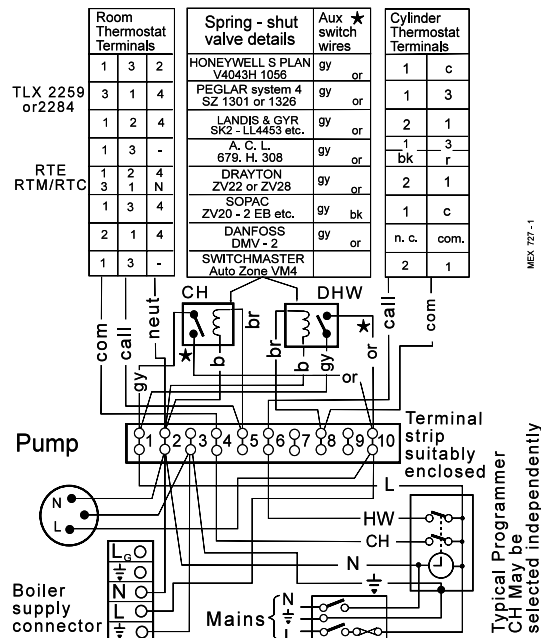 Room
Thermostat
Terminals
Spring - shut
valve details
Aux ★
switch
wires
Cylinder
Thermostat
Terminals
1 3 2 HONEYWELL S PLAN V4043H 1056 gy or 1 c
TLX 2259
or2284
3 1 4 PEGLAR system 4 SZ 1301 or 1326 gy or 1 3
1 2 4 LANDIS & GYR SK2 - LL4453 etc. gy or 2 1
1 3 - A. C. L. 679. H. 308 gy or 1 3 bk r
RTE
RTM/RTC
1 2 4
3 1 N
DRAYTON ZV22 or ZV28 gy or 2 1
1 3 4 SOPAC ZV20 - 2 EB etc. gy bk 1 c
2 1 4 DANFOSS DMV - 2 gy or n. c. com.
1 3 - SWITCHMASTER Auto Zone VM4 2 1
MEX 727 - 1
CH
DHW
com
call
neut
gy
b
br
br
b
gy
or
★
★
or
call
com
1 2 3 4 5 6 7 8 9 10
Terminal
strip
suitably
enclosed
Pump
N
L
L
HW
CH
N
Typical Programmer
CH May be
selected independently
Boiler
supply
connector
LG
N
L
Mains
N
L